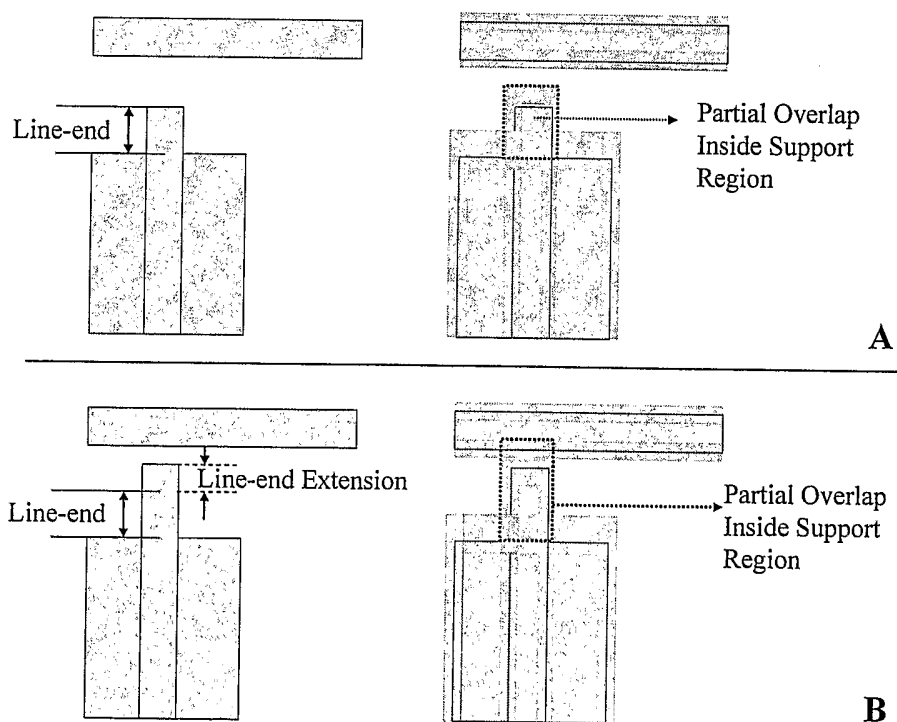 Line-end
Partial Overlap
Inside Support
Region
A
Line-end Extension
Line-end
Partial Overlap
Inside Support
Region
B